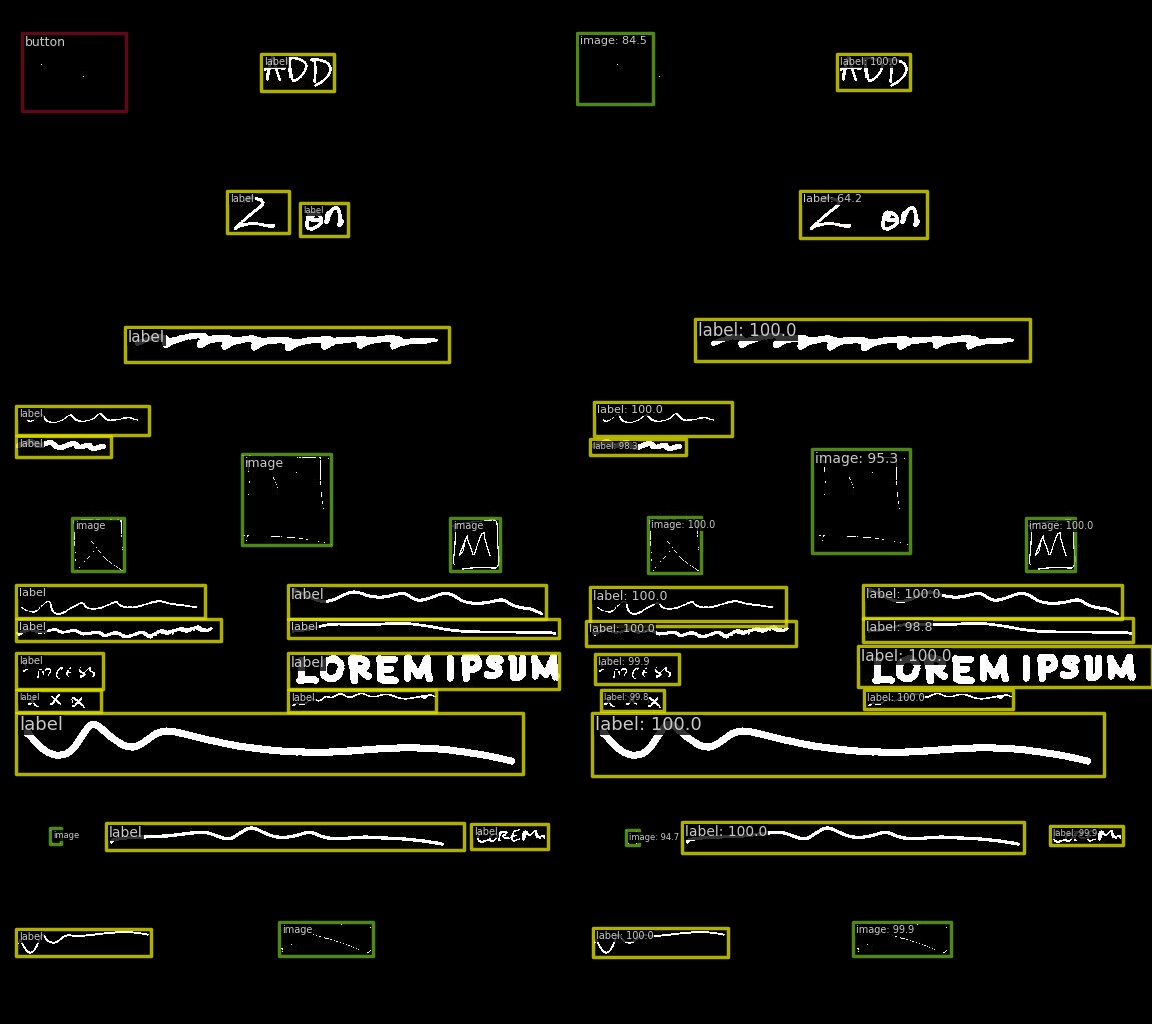 button image: 84.5
label ADD label: 100.0 ADD
label label label: 64.2
on on
label label: 100.0
label label: 100.0
label label: 98.3
image image: 95.3
image image image: 100.0 image: 100.0
label label label: 100.0 label: 100.0
label label label: 100.0 label: 98.8
label label LOREM IPSUM label: 99.9 label: 100.0 LOREM IPSUM
label x x label label: 99.8 x label: 100.0
label label: 100.0
image label label LOREM image: 94.7 label: 100.0 label: 99.9 LOREM
label image label: 100.0 image: 99.9